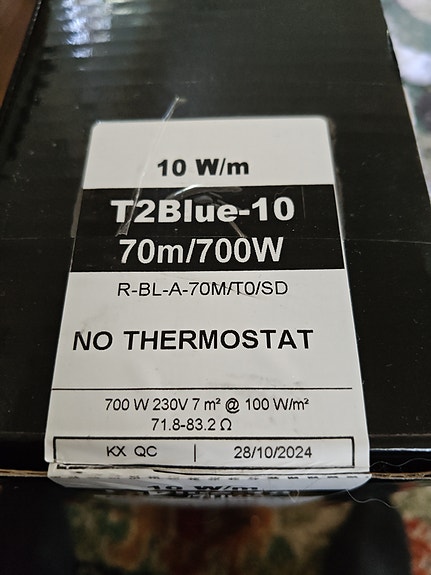 10 W/m
T2Blue-10
70m/700W
R-BL-A-70M/T0/SD
NO THERMOSTAT
700 W 230V 7 m² @ 100 W/m²
71.8-83.2 Ω
KX QC | 28/10/2024
10 W/m